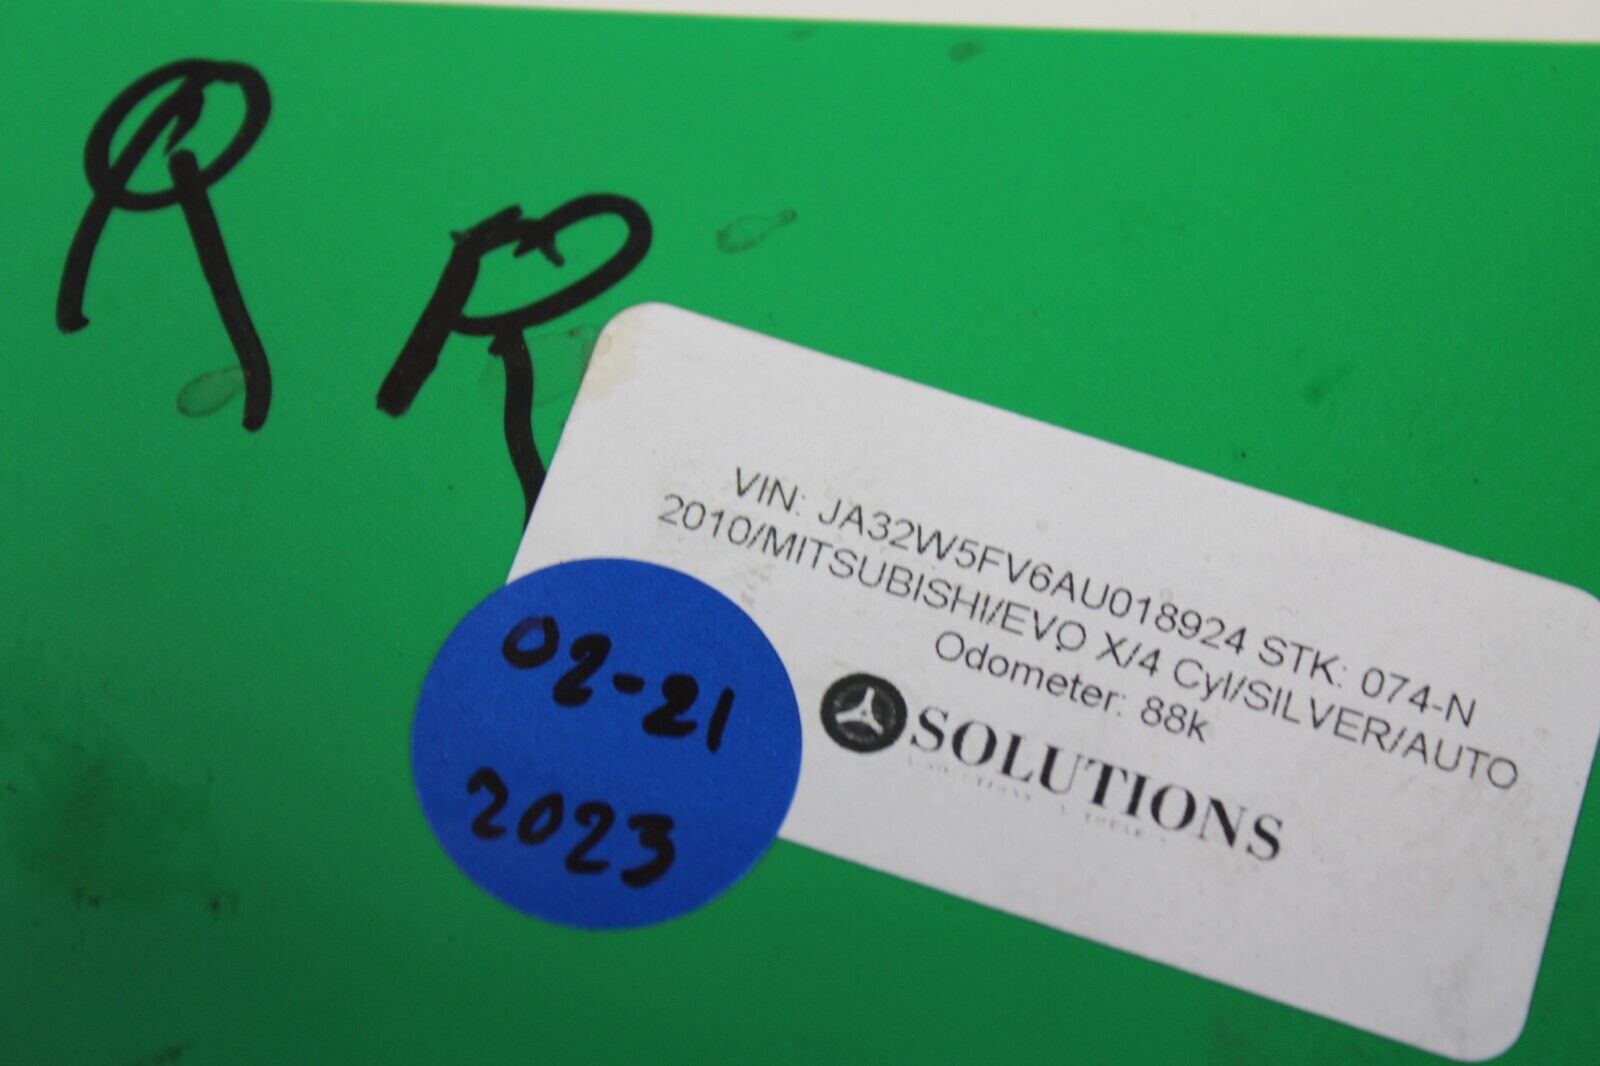 R R
VIN: JA32W5FV6AU018924 STK: 074-N
2010/MITSUBISHI/EVO X/4 Cyl/SILVER/AUTO
Odometer: 88k
SOLUTIONS
02-21
2023